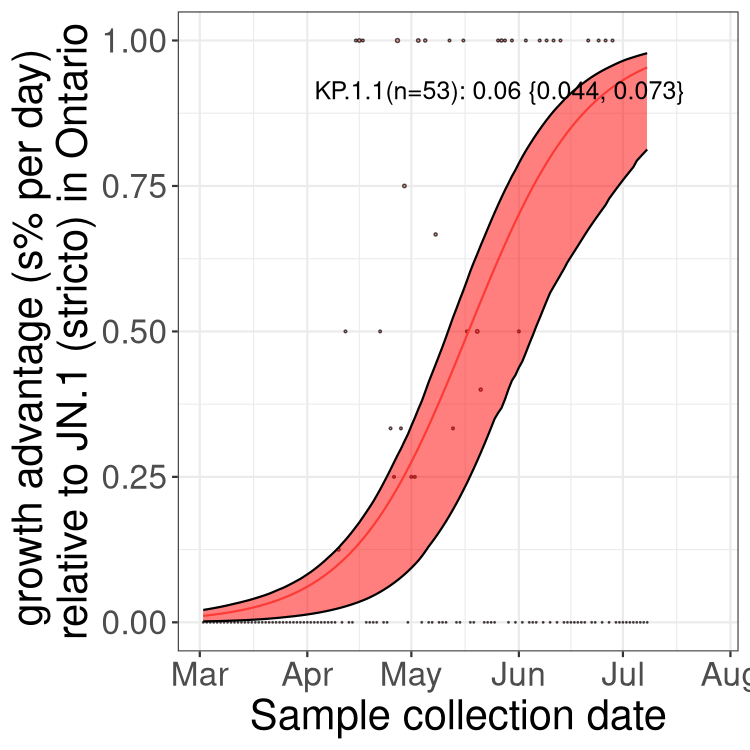 growth advantage (s% per day)
relative to JN.1 (stricto) in Ontario
1.00
0.75
0.50
0.25
0.00
KP.1.1(n=53): 0.06 {0.044, 0.073}
Mar Apr May Jun Jul Aug
Sample collection date